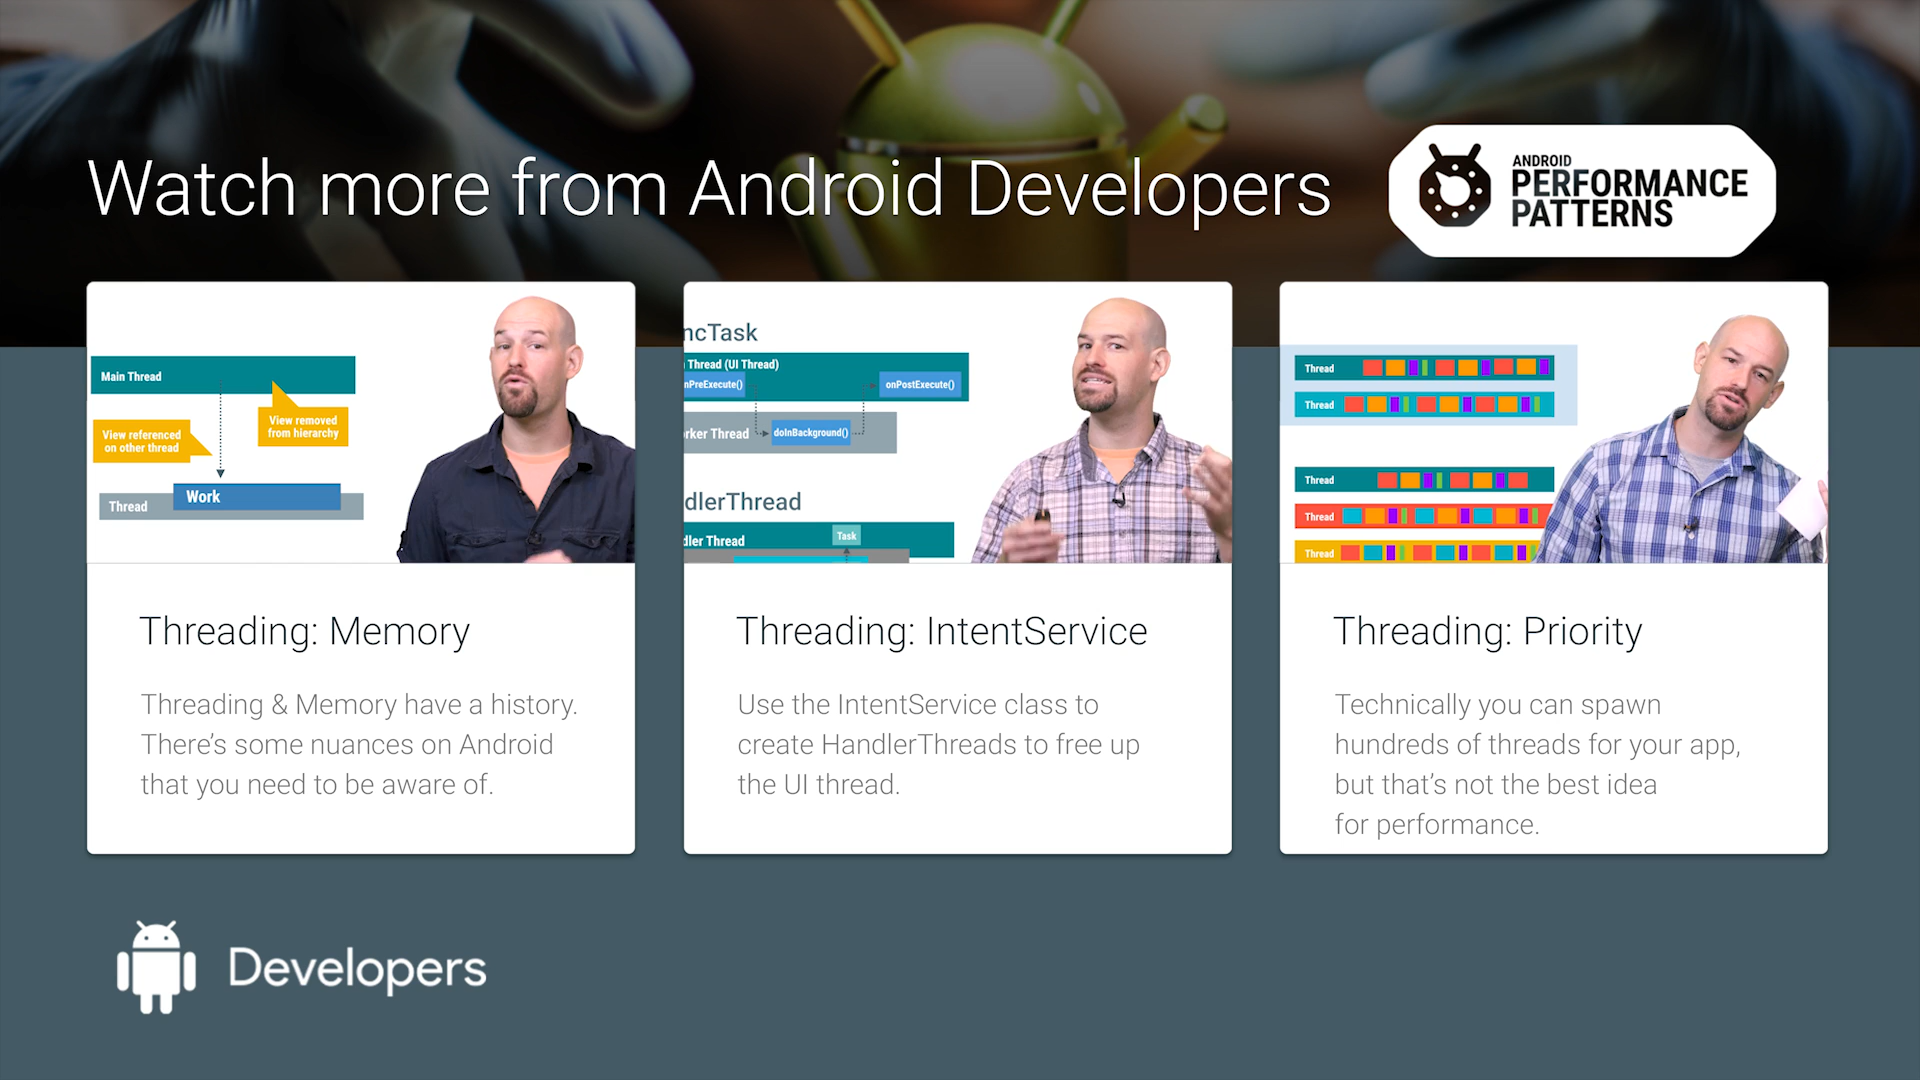 Watch more from Android Developers
ANDROID
PERFORMANCE
PATTERNS
Main Thread
View removed
from hierarchy
View referenced
on other thread
Work
Thread
ncTask
Thread (UI Thread)
nPreExecute()
onPostExecute()
rker Thread
doInBackground()
dlerThread
dler Thread
Task
Thread
Thread
Thread
Thread
Thread
Threading: Memory
Threading & Memory have a history.
There's some nuances on Android
that you need to be aware of.
Threading: IntentService
Use the IntentService class to
create HandlerThreads to free up
the UI thread.
Threading: Priority
Technically you can spawn
hundreds of threads for your app,
but that's not the best idea
for performance.
Developers